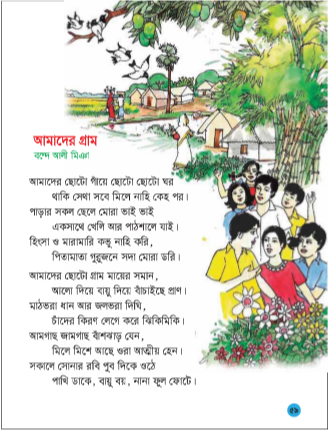 আমাদের গ্রাম
বন্দে আলী মিঞা
আমাদের ছোটো গাঁয়ে ছোটো ছোটো ঘর
থাকি সেথা সবে মিলে নাহি কেহ পর।
পাড়ার সকল ছেলে মোরা ভাই ভাই
একসাথে খেলি আর পাঠশালে যাই।
হিংসা ও মারামারি কভু নাহি করি,
পিতামাতা গুরুজনে সদা মোরা ডরি।
আমাদের ছোটো গ্রাম মায়ের সমান,
আলো দিয়ে বায়ু দিয়ে বাঁচাইছে প্রাণ।
মাঠভরা ধান আর জলভরা দিঘি,
চাঁদের কিরণ লেগে করে ঝিকিমিকি।
আমগাছ জামগাছ বাঁশঝাড় যেন,
মিলে মিশে আছে ওরা আত্মীয় হেন।
সকালে সোনার রবি পুব দিকে ওঠে
পাখি ডাকে, বায়ু বয়, নানা ফুল ফোটে।
৫৯